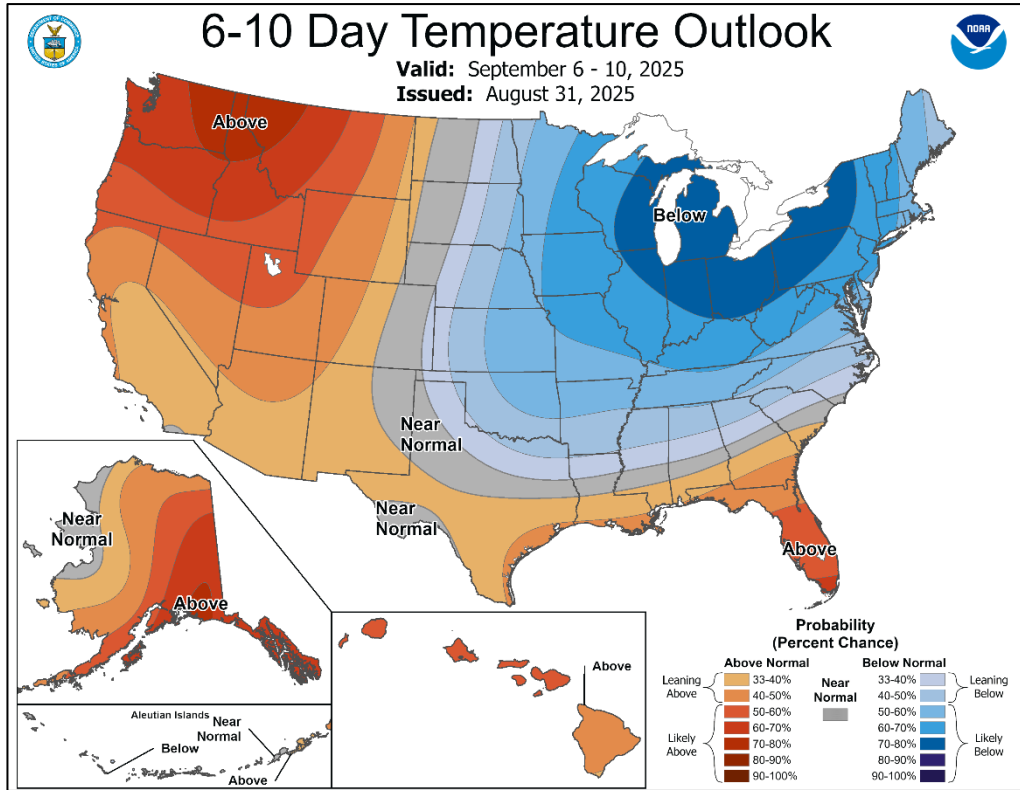 6-10 Day Temperature Outlook
Valid: September 6 - 10, 2025
Issued: August 31, 2025
NOAA
Above
Below
Near
Normal
Near
Normal
Above
Near
Normal
Above
Aleutian Islands
Near
Normal
Below
Above
Above
Probability
(Percent Chance)
Above Normal
Below Normal
Leaning
Above
33-40%
40-50%
Likely
Above
50-60%
60-70%
70-80%
80-90%
90-100%
Near
Normal
33-40%
40-50%
Leaning
Below
50-60%
60-70%
70-80%
80-90%
90-100%
Likely
Below